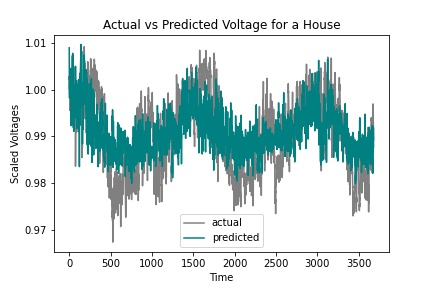 Actual vs Predicted Voltage for a House
1.01
1.00
0.99
0.98
0.97
Scaled Voltages
actual
predicted
0 500 1000 1500 2000 2500 3000 3500
Time